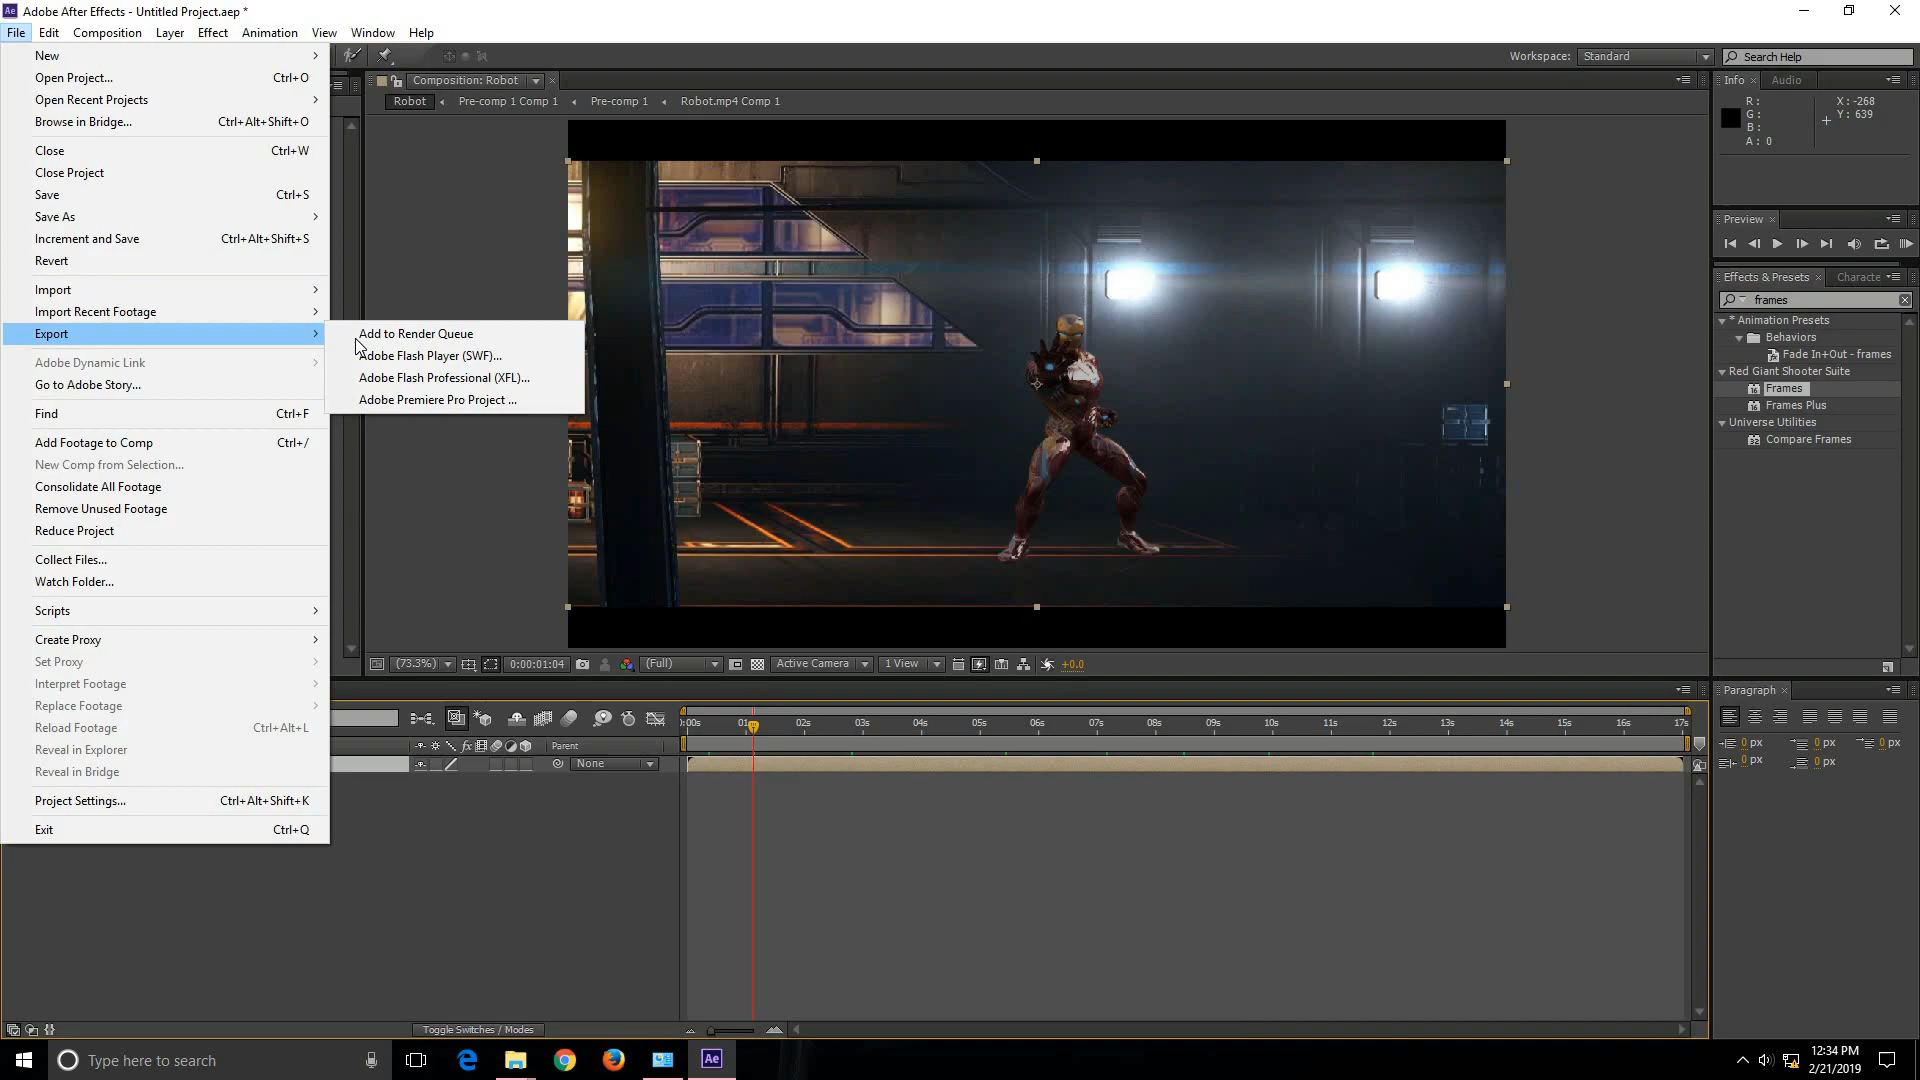 Adobe After Effects - Untitled Project.aep *
File Edit Composition Layer Effect Animation View Window Help
New
Open Project... Ctrl+O
Open Recent Projects
Browse in Bridge... Ctrl+Alt+Shift+O
Close Ctrl+W
Close Project
Save Ctrl+S
Save As
Increment and Save Ctrl+Alt+Shift+S
Revert
Import
Import Recent Footage
Export
Adobe Dynamic Link
Go to Adobe Story...
Find Ctrl+F
Add Footage to Comp Ctrl+/
New Comp from Selection...
Consolidate All Footage
Remove Unused Footage
Reduce Project
Collect Files...
Watch Folder...
Scripts
Create Proxy
Set Proxy
Interpret Footage
Replace Footage
Reload Footage Ctrl+Alt+L
Reveal in Explorer
Reveal in Bridge
Project Settings... Ctrl+Alt+Shift+K
Exit Ctrl+Q
Add to Render Queue
Adobe Flash Player (SWF)...
Adobe Flash Professional (XFL)...
Adobe Premiere Pro Project ...
Workspace: Standard
Search Help
Composition: Robot
Robot Pre-comp 1 Comp 1 Pre-comp 1 Robot.mp4 Comp 1
(73.3%) 0:00:01:04 (Full) Active Camera 1 View +0.0
Info Audio
R: X: -268
G: Y: 639
B:
A: 0
Preview
Effects & Presets Characte
frames
* Animation Presets
Behaviors
Fade In+Out - frames
Red Giant Shooter Suite
Frames
Frames Plus
Universe Utilities
Compare Frames
Paragraph
0 px 0 px 0 px
0 px 0 px
:00s 01 02s 03s 04s 05s 06s 07s 08s 09s 10s 11s 12s 13s 14s 15s 16s 17s
fx Parent
None
Toggle Switches / Modes
Type here to search
Ae
12:34 PM
2/21/2019